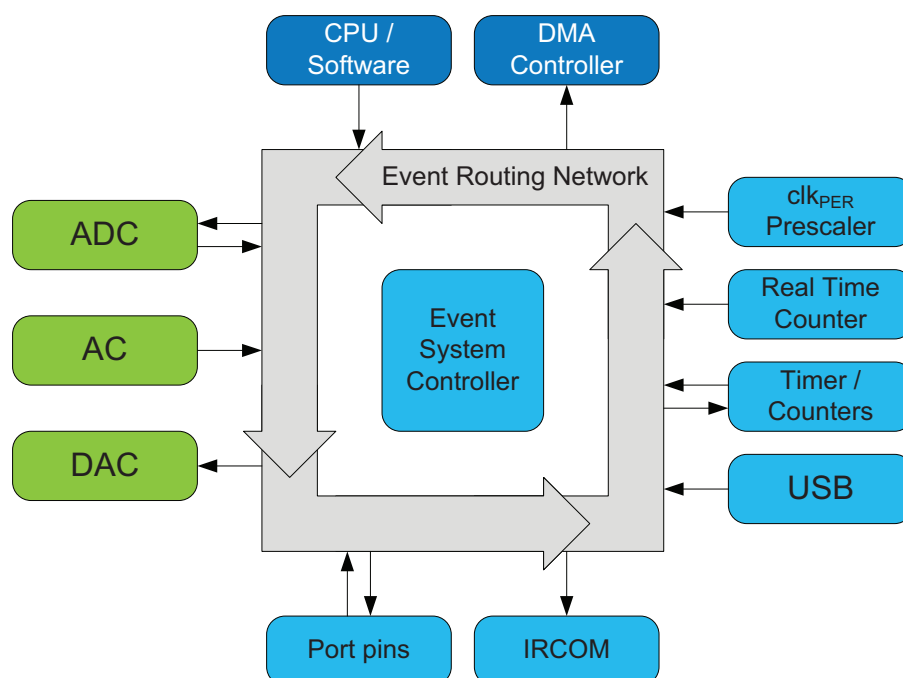 CPU /
Software
DMA
Controller
Event Routing Network
ADC
clkPER
Prescaler
Real Time
Counter
AC
Event
System
Controller
Timer /
Counters
DAC
USB
Port pins
IRCOM